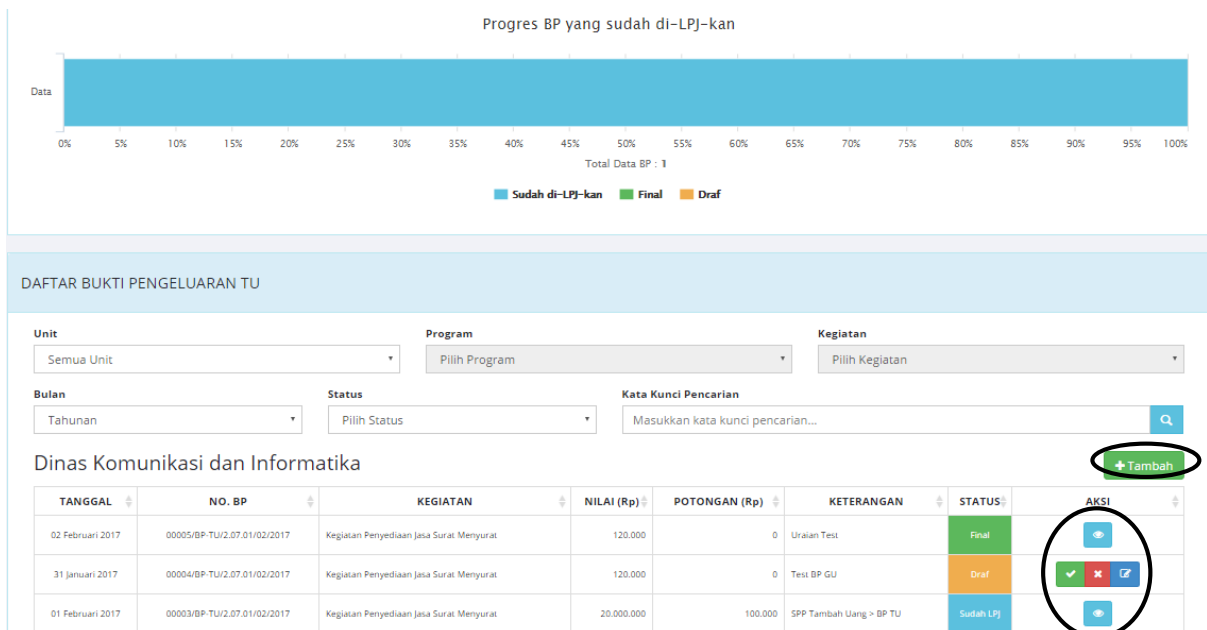 Progres BP yang sudah di-LPJ-kan
Data
0% 5% 10% 15% 20% 25% 30% 35% 40% 45% 50% 55% 60% 65% 70% 75% 80% 85% 90% 95% 100%
Total Data BP : 1
Sudah di-LPJ-kan Final Draf
DAFTAR BUKTI PENGELUARAN TU
Unit Program Kegiatan
Semua Unit Pilih Program Pilih Kegiatan
Bulan Status Kata Kunci Pencarian
Tahunan Pilih Status Masukkan kata kunci pencarian...
Dinas Komunikasi dan Informatika +Tambah
TANGGAL NO. BP KEGIATAN NILAI (Rp) POTONGAN (Rp) KETERANGAN STATUS AKSI
02 Februari 2017 00005/BP-TU/2.07.01/02/2017 Kegiatan Penyediaan Jasa Surat Menyurat 120.000 0 Uraian Test Final
31 Januari 2017 00004/BP-TU/2.07.01/02/2017 Kegiatan Penyediaan Jasa Surat Menyurat 120.000 0 Test BP GU Draf
01 Februari 2017 00003/BP-TU/2.07.01/02/2017 Kegiatan Penyediaan Jasa Surat Menyurat 20.000.000 100.000 SPP Tambah Uang > BP TU Sudah LPJ